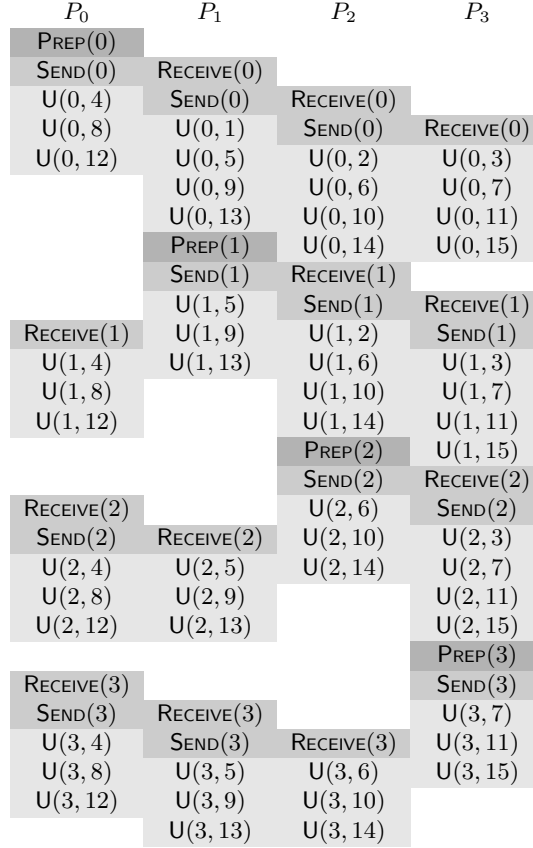 P₀ P₁ P₂ P₃
PREP(0)
SEND(0) RECEIVE(0)
U(0, 4) SEND(0) RECEIVE(0)
U(0, 8) U(0, 1) SEND(0) RECEIVE(0)
U(0, 12) U(0, 5) U(0, 2) U(0, 3)
U(0, 9) U(0, 6) U(0, 7)
U(0, 13) U(0, 10) U(0, 11)
PREP(1) U(0, 14) U(0, 15)
SEND(1) RECEIVE(1)
U(1, 5) SEND(1) RECEIVE(1)
RECEIVE(1) U(1, 9) U(1, 2) SEND(1)
U(1, 4) U(1, 13) U(1, 6) U(1, 3)
U(1, 8) U(1, 10) U(1, 7)
U(1, 12) U(1, 14) U(1, 11)
PREP(2) U(1, 15)
SEND(2) RECEIVE(2)
RECEIVE(2) U(2, 6) SEND(2)
SEND(2) RECEIVE(2) U(2, 10) U(2, 3)
U(2, 4) U(2, 5) U(2, 14) U(2, 7)
U(2, 8) U(2, 9) U(2, 11)
U(2, 12) U(2, 13) U(2, 15)
PREP(3)
RECEIVE(3) SEND(3)
SEND(3) RECEIVE(3) U(3, 7)
U(3, 4) SEND(3) RECEIVE(3) U(3, 11)
U(3, 8) U(3, 5) U(3, 6) U(3, 15)
U(3, 12) U(3, 9) U(3, 10)
U(3, 13) U(3, 14)